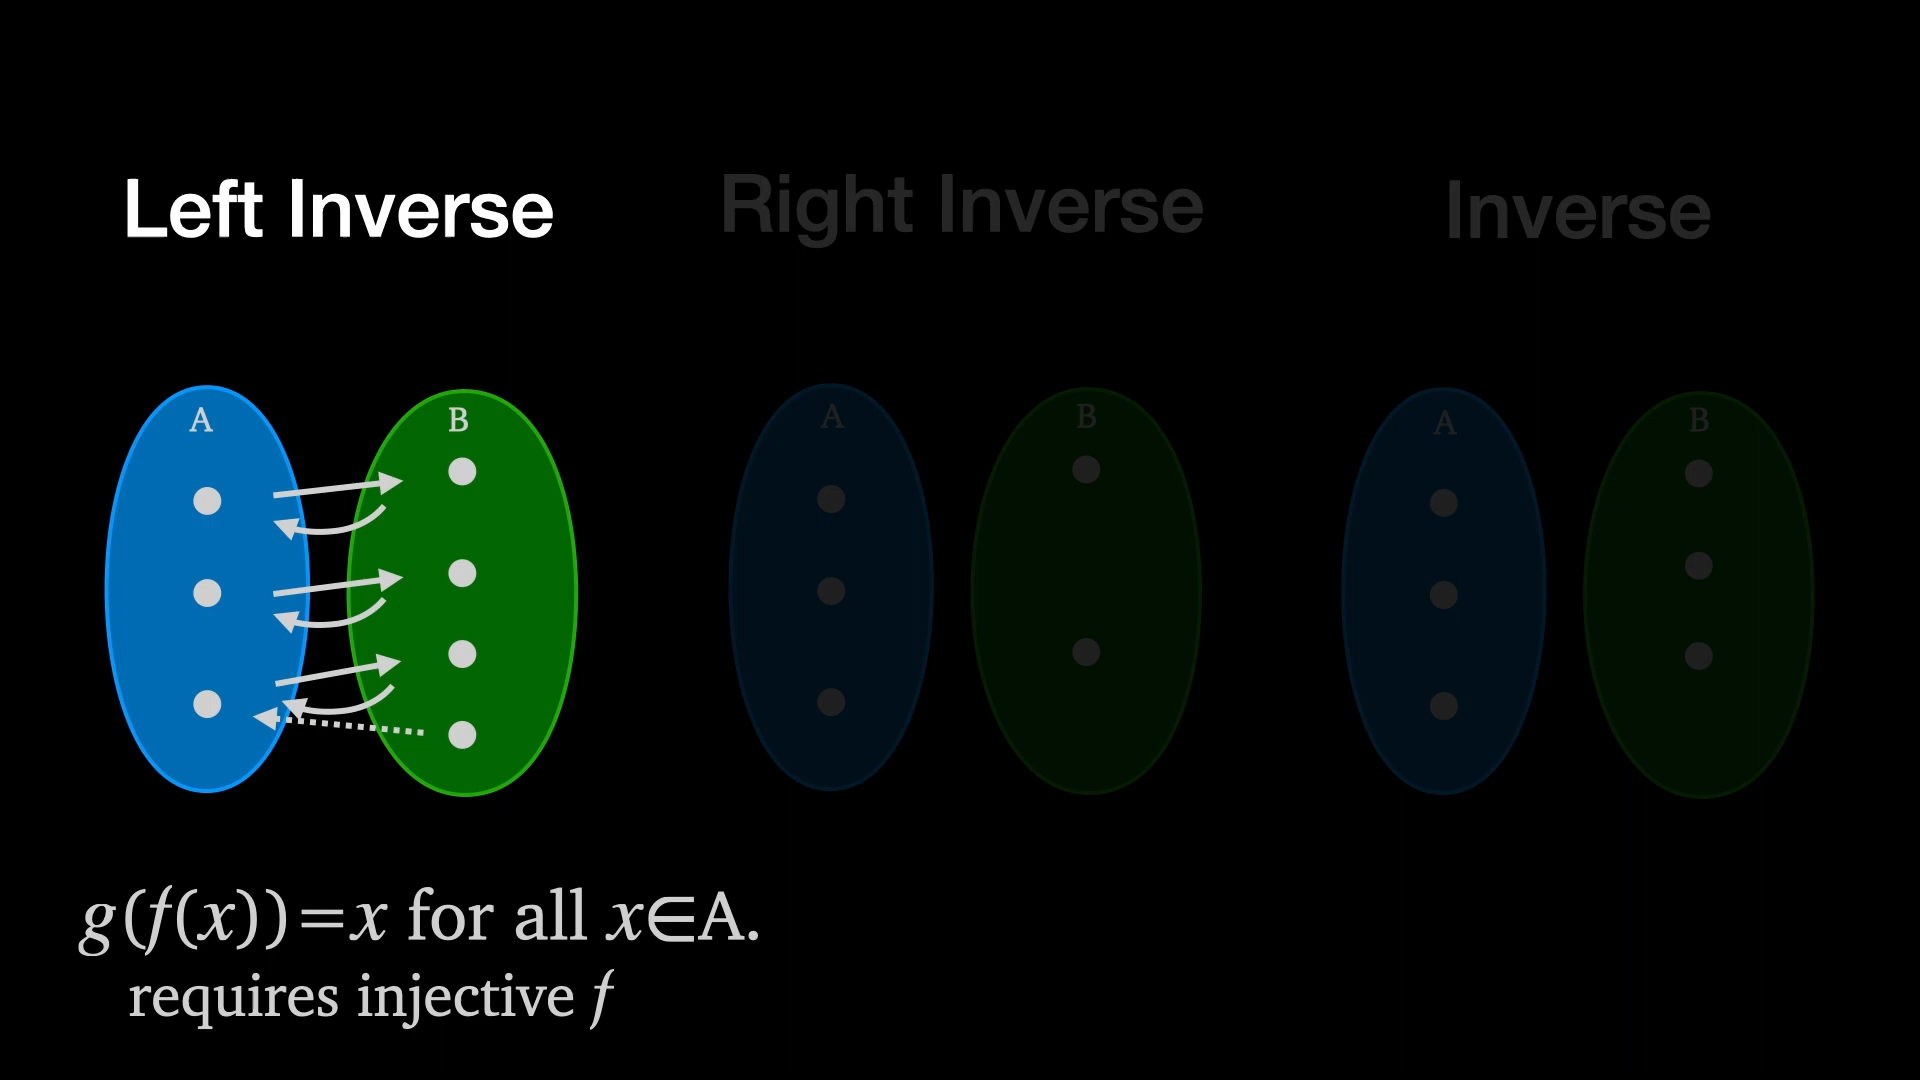 Left Inverse
Right Inverse
Inverse
A
B
A
B
A
B
g(f(x))=x for all x∈A.
requires injective f